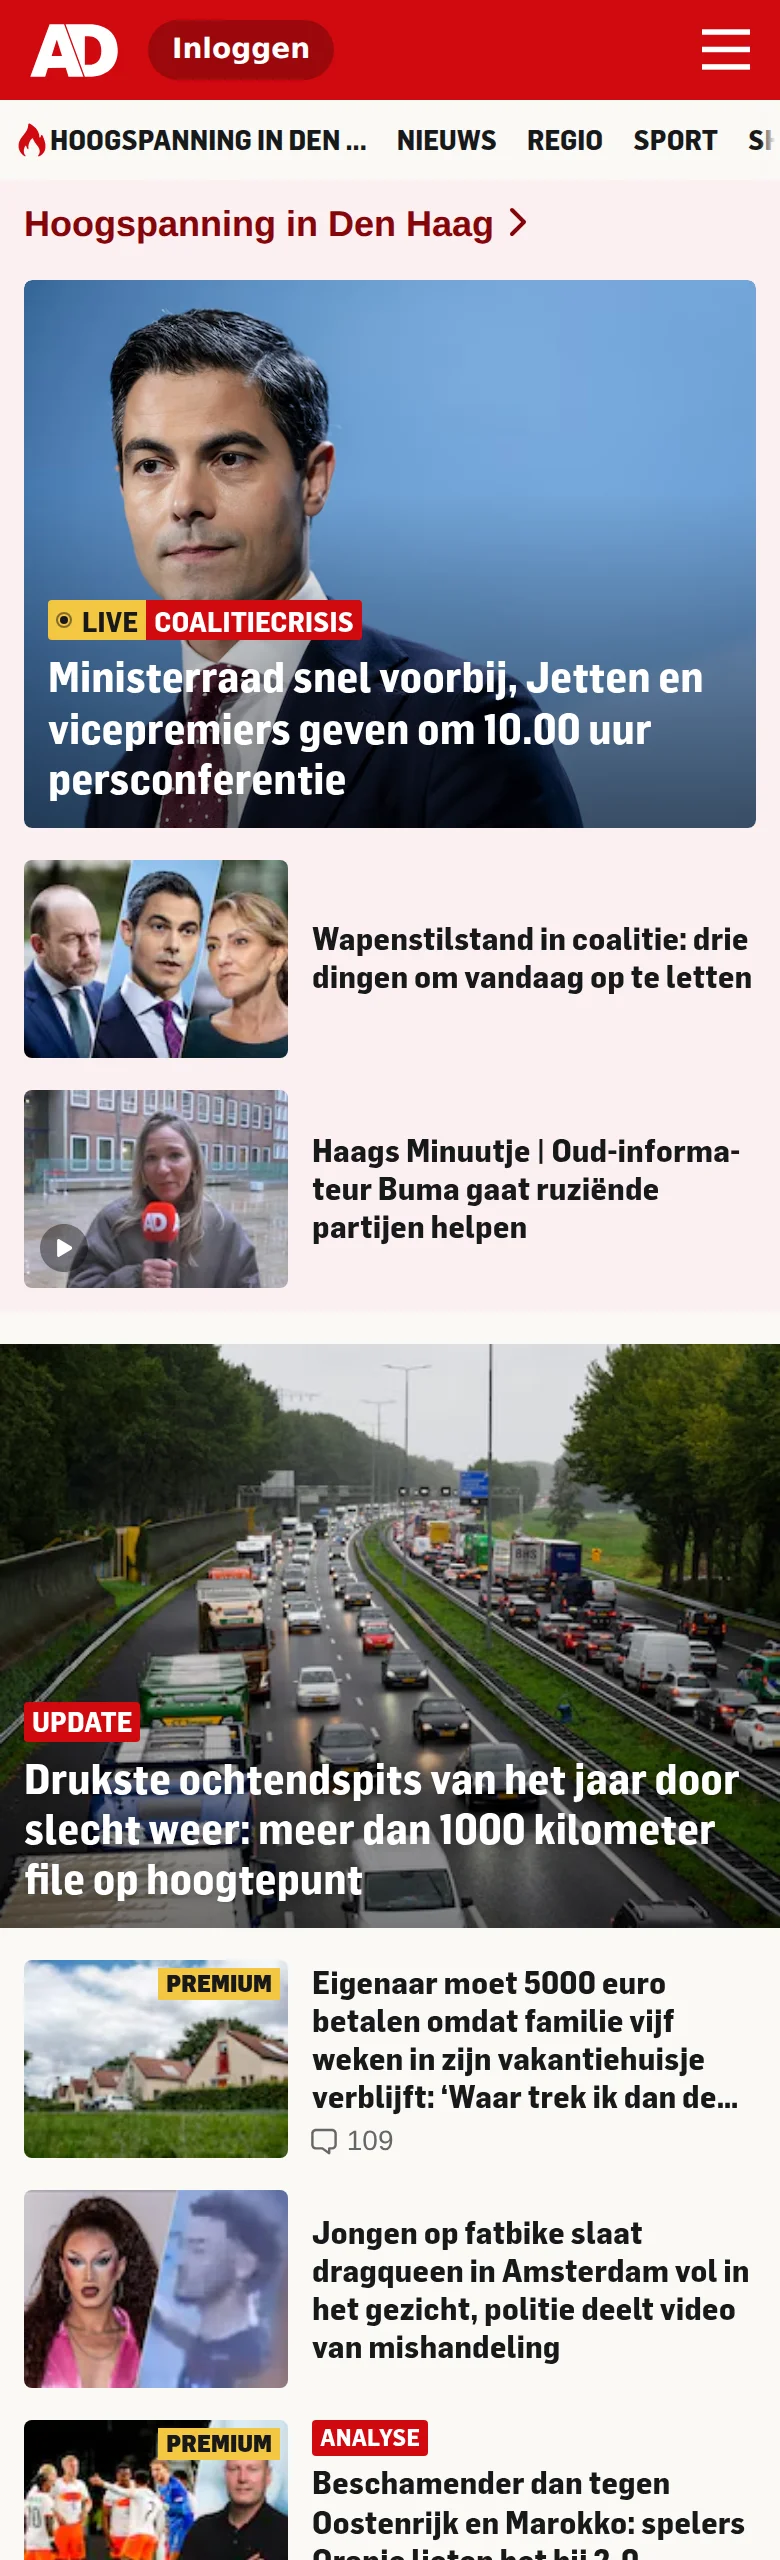 AD Inloggen
HOOGSPANNING IN DEN ... NIEUWS REGIO SPORT
Hoogspanning in Den Haag
LIVE COALITIECRISIS
Ministerraad snel voorbij, Jetten en
vicepremiers geven om 10.00 uur
persconferentie
Wapenstilstand in coalitie: drie
dingen om vandaag op te letten
AD
Haags Minuutje | Oud-informa-
teur Buma gaat ruziënde
partijen helpen
UPDATE
Drukste ochtendspits van het jaar door
slecht weer: meer dan 1000 kilometer
file op hoogtepunt
PREMIUM
Eigenaar moet 5000 euro
betalen omdat familie vijf
weken in zijn vakantiehuisje
verblijft: ‘Waar trek ik dan de...
109
Jongen op fatbike slaat
dragqueen in Amsterdam vol in
het gezicht, politie deelt video
van mishandeling
PREMIUM
ANALYSE
Beschamender dan tegen
Oostenrijk en Marokko: spelers